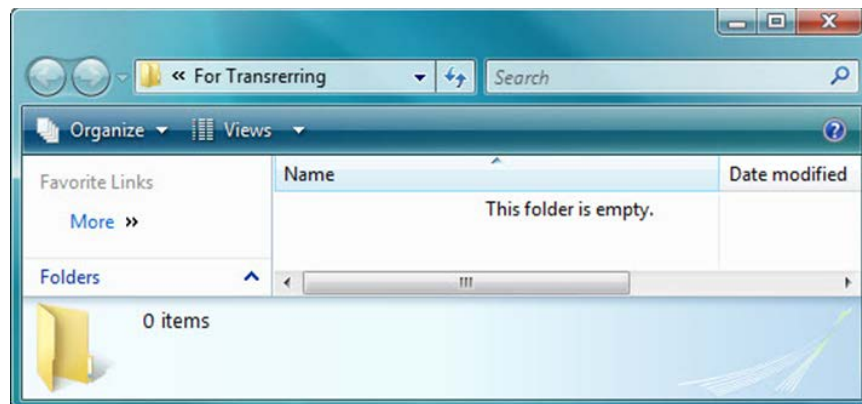 « For Transrerring
Search
Organize
Views
?
Favorite Links
More »
Folders
Name
Date modified
This folder is empty.
0 items